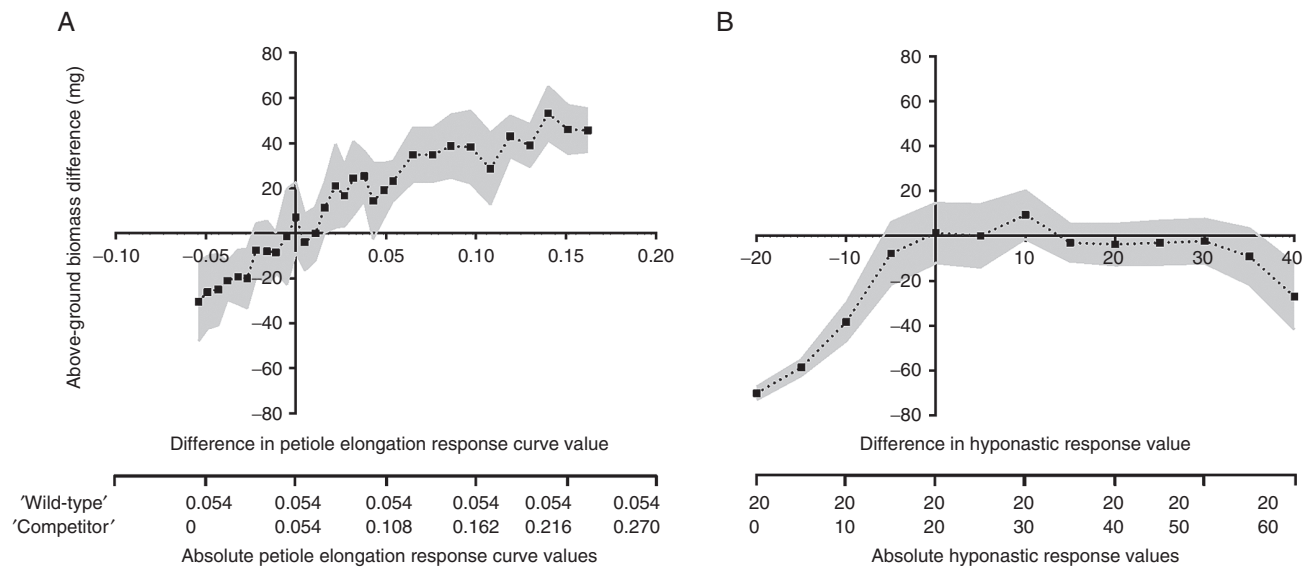 A
B
Above-ground biomass difference (mg)
80
60
40
20
−20
−40
−60
−80
−0.10 −0.05 0.05 0.10 0.15 0.20
Difference in petiole elongation response curve value
80
60
40
20
−20
−40
−60
−80
−20 −10 10 20 30 40
Difference in hyponastic response value
'Wild-type' 0.054 0.054 0.054 0.054 0.054 0.054
'Competitor' 0 0.054 0.108 0.162 0.216 0.270
Absolute petiole elongation response curve values
20 20 20 20 20 20 20
0 10 20 30 40 50 60
Absolute hyponastic response values